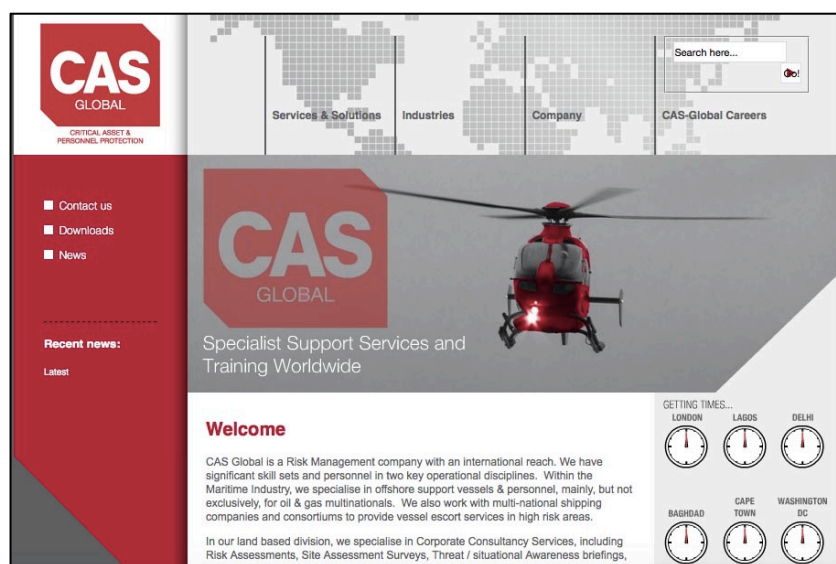 CAS
GLOBAL
CRITICAL ASSET &
PERSONNEL PROTECTION
Services & Solutions
Industries
Company
CAS-Global Careers
Search here...
Go!
Contact us
Downloads
News
Recent news:
Latest
CAS
GLOBAL
Specialist Support Services and
Training Worldwide
Welcome
CAS Global is a Risk Management company with an international reach. We have
significant skill sets and personnel in two key operational disciplines. Within the
Maritime Industry, we specialise in offshore support vessels & personnel, mainly, but not
exclusively, for oil & gas multinationals. We also work with multi-national shipping
companies and consortiums to provide vessel escort services in high risk areas.
In our land based division, we specialise in Corporate Consultancy Services, including
Risk Assessments, Site Assessment Surveys, Threat / situational Awareness briefings,
GETTING TIMES...
LONDON
LAGOS
DELHI
BAGHDAD
CAPE
TOWN
WASHINGTON
DC